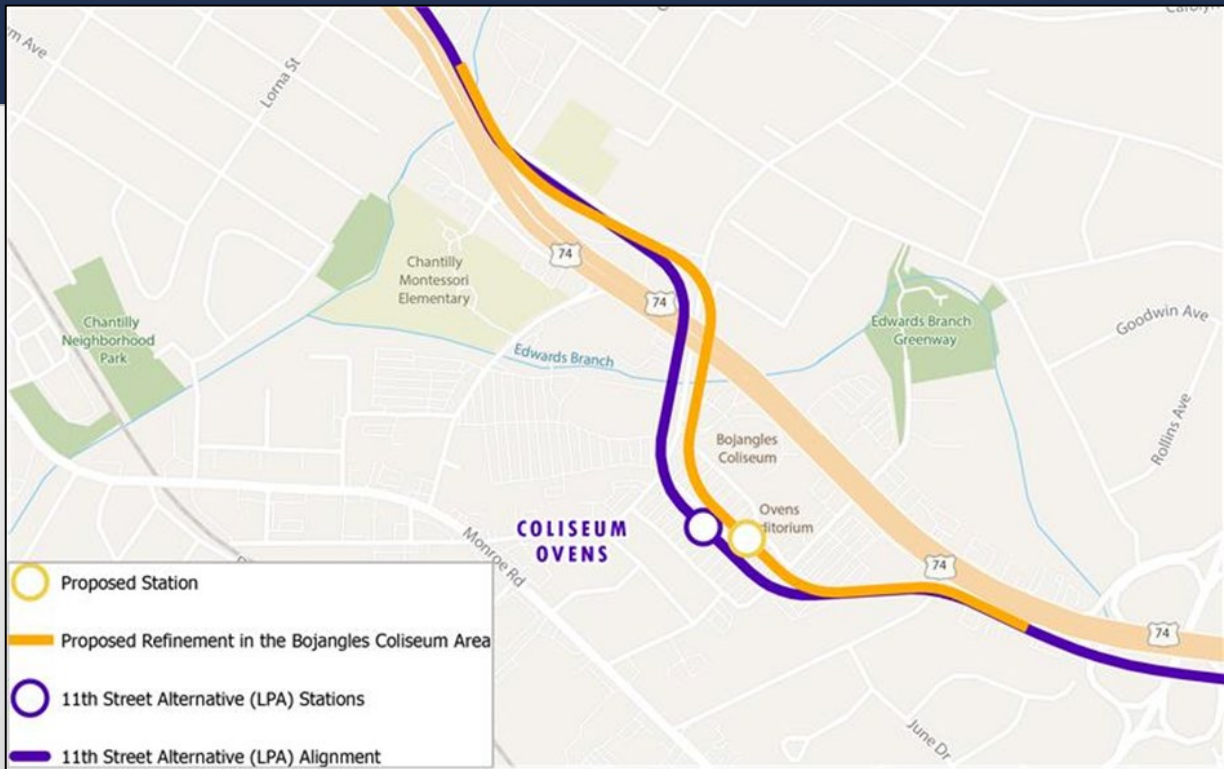 Lorna St
74
Chantilly
Montessori
Elementary
74
Goodwin Ave
Chantilly
Neighborhood
Park
Edwards Branch
Greenway
Edwards Branch
Rollins Ave
Bojangles
Coliseum
Ovens
ditorium
COLISEUM
OVENS
Monroe Rd
74
Proposed Station
Proposed Refinement in the Bojangles Coliseum Area
74
11th Street Alternative (LPA) Stations
June Dr
11th Street Alternative (LPA) Alignment